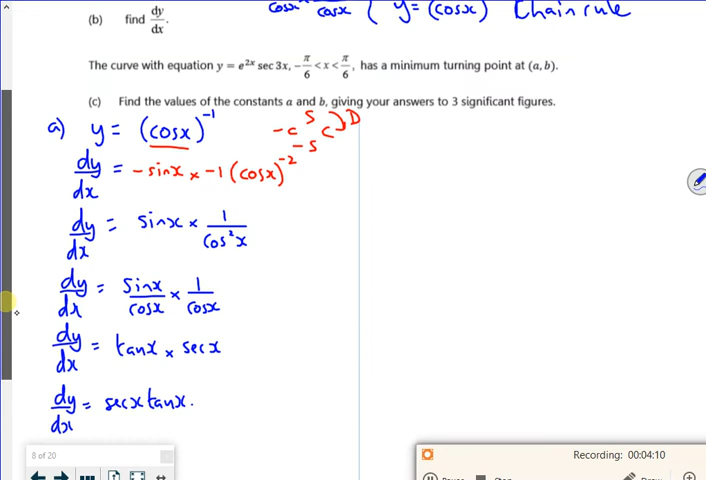 cosx cosx ( y = (cosx) Chain rule
(b) find dy/dx.
The curve with equation y = e^2x sec 3x, -π/6 < x < π/6, has a minimum turning point at (a, b).
(c) Find the values of the constants a and b, giving your answers to 3 significant figures.
a) y = (cosx)^-1
S
-C C ) D
-S
dy/dx = -sinx × -1 (cosx)^-2
dy/dx = sinx × 1/cos²x
dy/dx = sinx/cosx × 1/cosx
dy/dx = tanx × secx
dy/dx = secx tanx.
8 of 20
Recording: 00:04:10